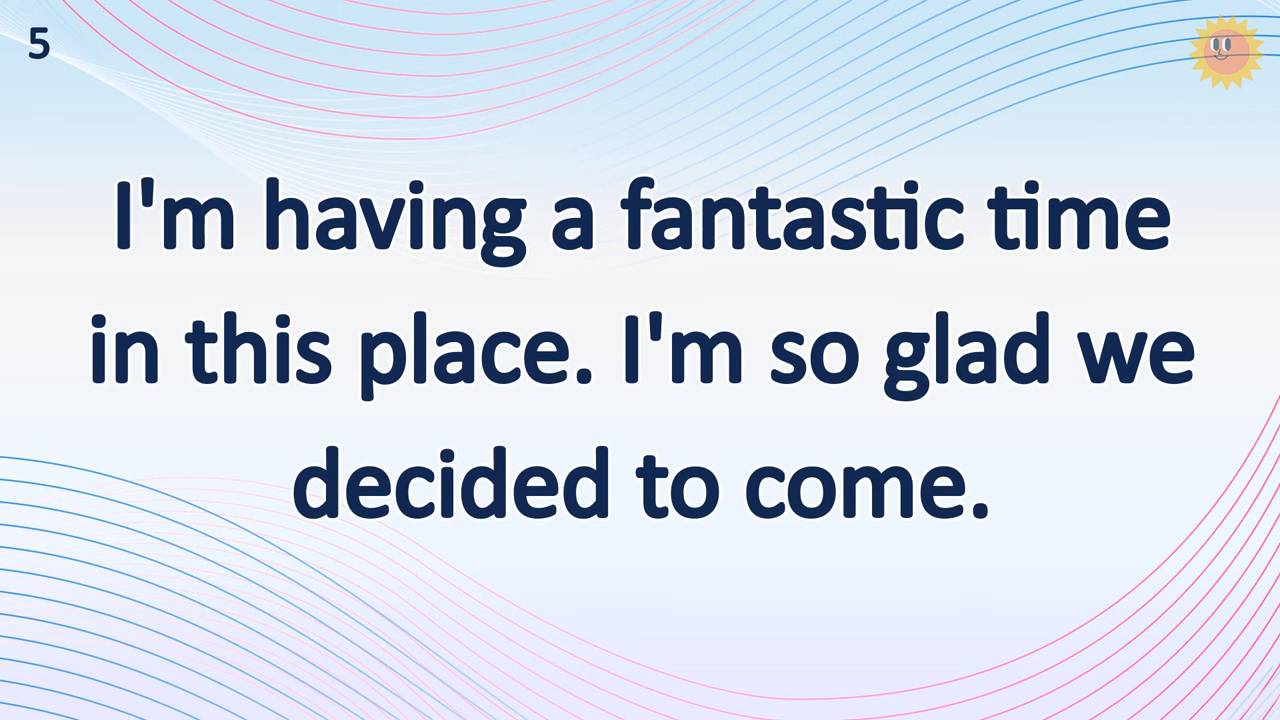 5
I'm having a fantastic time
in this place. I'm so glad we
decided to come.